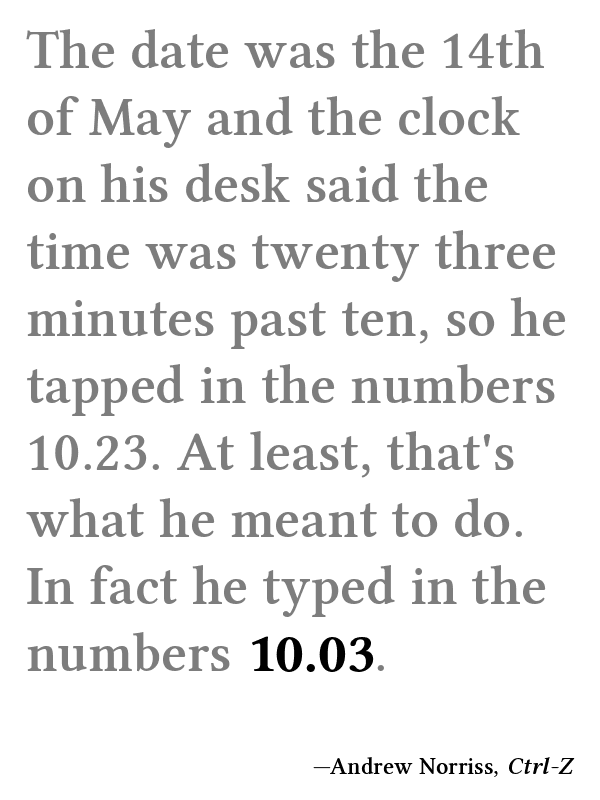 The date was the 14th
of May and the clock
on his desk said the
time was twenty three
minutes past ten, so he
tapped in the numbers
10.23. At least, that's
what he meant to do.
In fact he typed in the
numbers 10.03.
—Andrew Norriss, Ctrl-Z